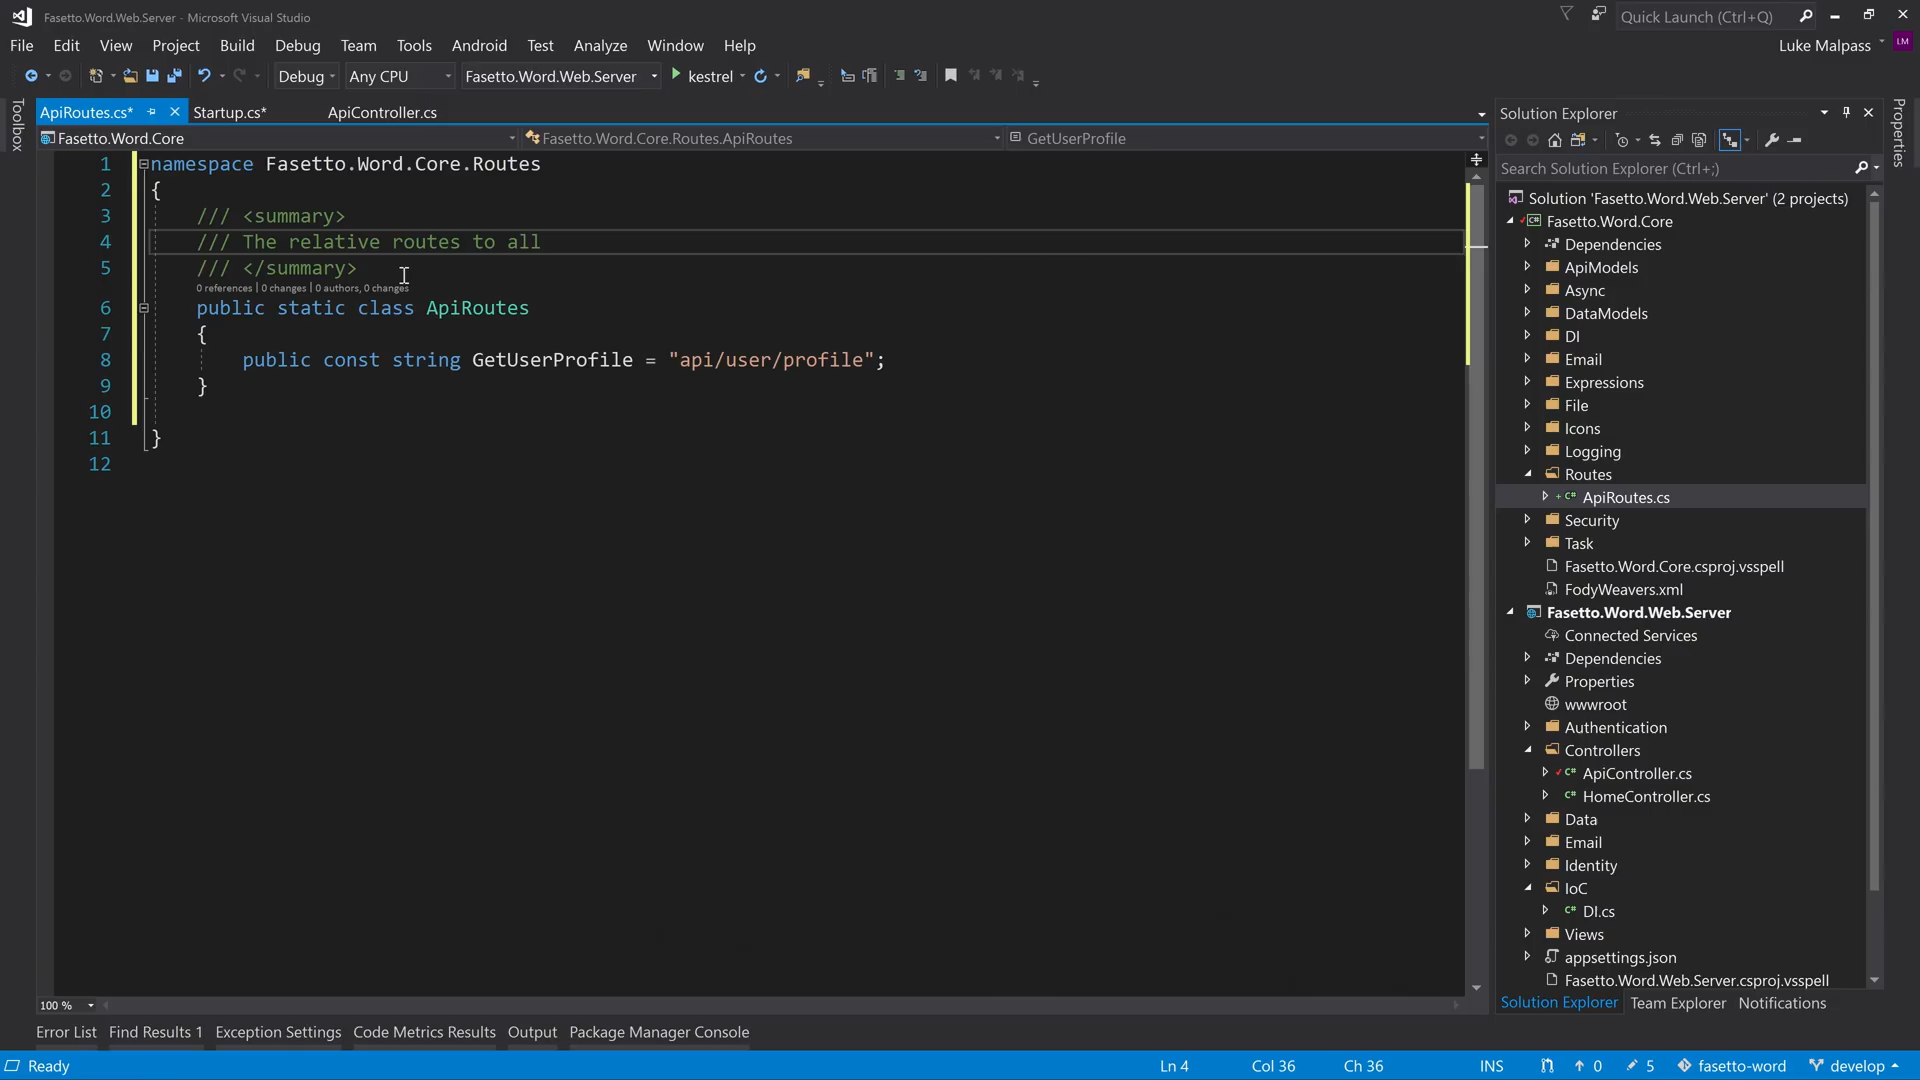 Fasetto.Word.Web.Server - Microsoft Visual Studio
Quick Launch (Ctrl+Q)
File Edit View Project Build Debug Team Tools Android Test Analyze Window Help
Luke Malpass LM
Debug Any CPU Fasetto.Word.Web.Server kestrel
Toolbox
ApiRoutes.cs* Startup.cs* ApiController.cs
Fasetto.Word.Core Fasetto.Word.Core.Routes.ApiRoutes GetUserProfile
1 namespace Fasetto.Word.Core.Routes
2 {
3 /// <summary>
4 /// The relative routes to all
5 /// </summary>
0 references | 0 changes | 0 authors, 0 changes
6 public static class ApiRoutes
7 {
8 public const string GetUserProfile = "api/user/profile";
9 }
10
11 }
12
100 %
Solution Explorer
Properties
Search Solution Explorer (Ctrl+;)
Solution 'Fasetto.Word.Web.Server' (2 projects)
C# Fasetto.Word.Core
Dependencies
ApiModels
Async
DataModels
DI
Email
Expressions
File
Icons
Logging
Routes
C# ApiRoutes.cs
Security
Task
Fasetto.Word.Core.csproj.vsspell
FodyWeavers.xml
Fasetto.Word.Web.Server
Connected Services
Dependencies
Properties
wwwroot
Authentication
Controllers
C# ApiController.cs
C# HomeController.cs
Data
Email
Identity
IoC
C# DI.cs
Views
appsettings.json
Fasetto.Word.Web.Server.csproj.vsspell
Solution Explorer Team Explorer Notifications
Error List Find Results 1 Exception Settings Code Metrics Results Output Package Manager Console
Ready Ln 4 Col 36 Ch 36 INS 0 5 fasetto-word develop